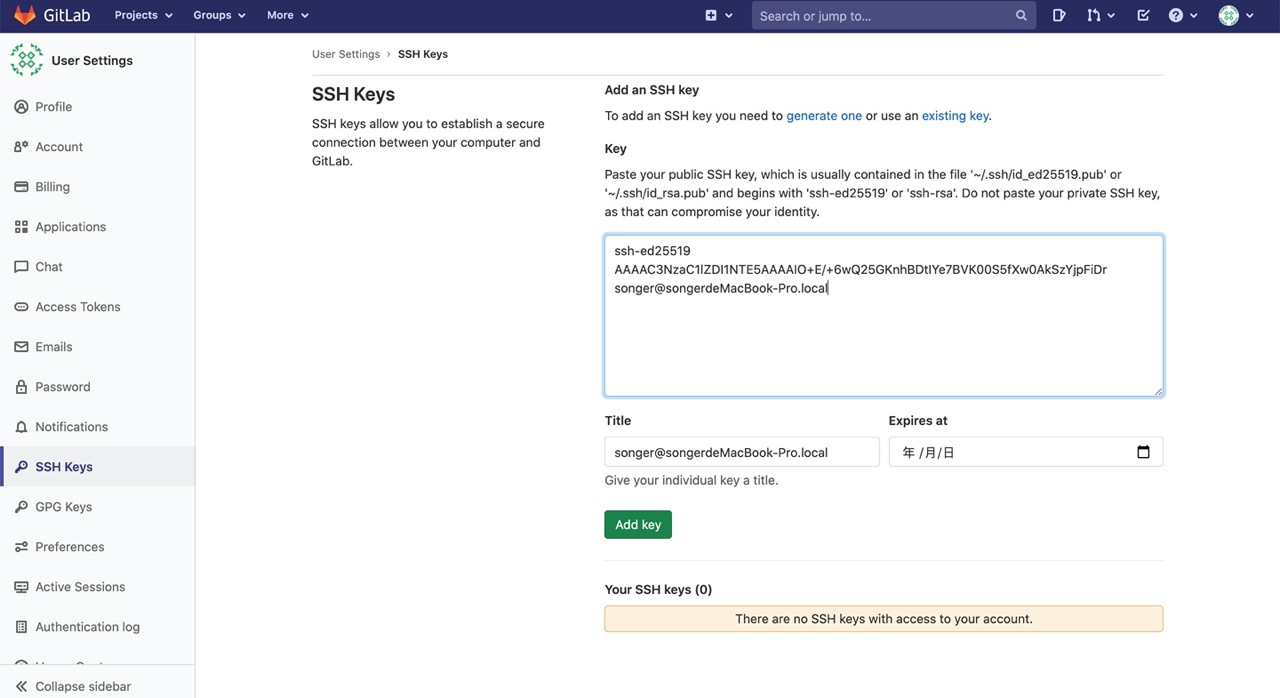 GitLab Projects Groups More Search or jump to...
User Settings
Profile
Account
Billing
Applications
Chat
Access Tokens
Emails
Password
Notifications
SSH Keys
GPG Keys
Preferences
Active Sessions
Authentication log
Collapse sidebar
User Settings › SSH Keys
SSH Keys
SSH keys allow you to establish a secure
connection between your computer and
GitLab.
Add an SSH key
To add an SSH key you need to generate one or use an existing key.
Key
Paste your public SSH key, which is usually contained in the file '~/.ssh/id_ed25519.pub' or
'~/.ssh/id_rsa.pub' and begins with 'ssh-ed25519' or 'ssh-rsa'. Do not paste your private SSH key,
as that can compromise your identity.
ssh-ed25519
AAAAC3NzaC1lZDI1NTE5AAAAIO+E/+6wQ25GKnhBDtIYe7BVK00S5fXw0AkSzYjpFiDr
songer@songerdeMacBook-Pro.local
Title
songer@songerdeMacBook-Pro.local
Give your individual key a title.
Expires at
年 /月/日
Add key
Your SSH keys (0)
There are no SSH keys with access to your account.